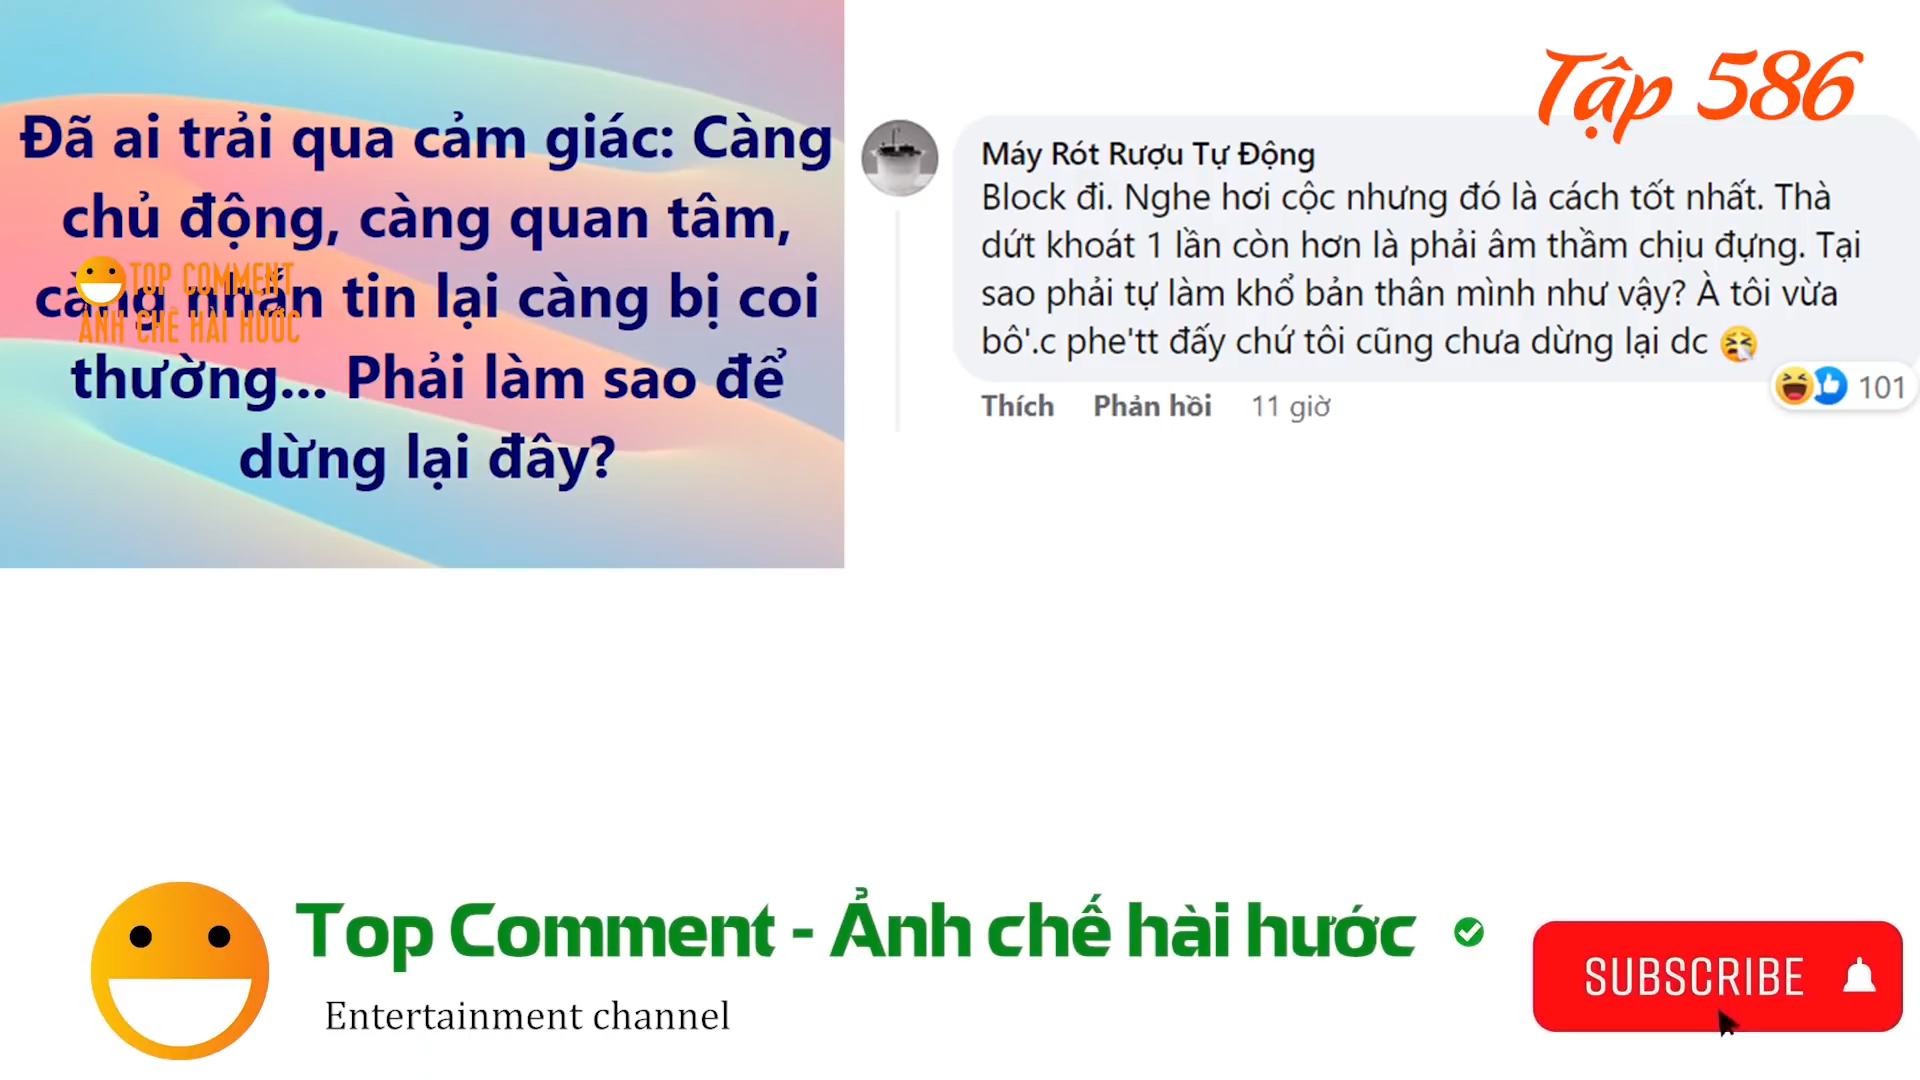 Đã ai trải qua cảm giác: Càng
chủ động, càng quan tâm,
càng nhắn tin lại càng bị coi
thường... Phải làm sao để
dừng lại đây?
TOP COMMENT
ẢNH CHẾ HÀI HƯỚC
Tập 586
Máy Rót Rượu Tự Động
Block đi. Nghe hơi cộc nhưng đó là cách tốt nhất. Thà
dứt khoát 1 lần còn hơn là phải âm thầm chịu đựng. Tại
sao phải tự làm khổ bản thân mình như vậy? À tôi vừa
bô'.c phe'tt đấy chứ tôi cũng chưa dừng lại dc
101
Thích Phản hồi 11 giờ
Top Comment - Ảnh chế hài hước
Entertainment channel
SUBSCRIBE